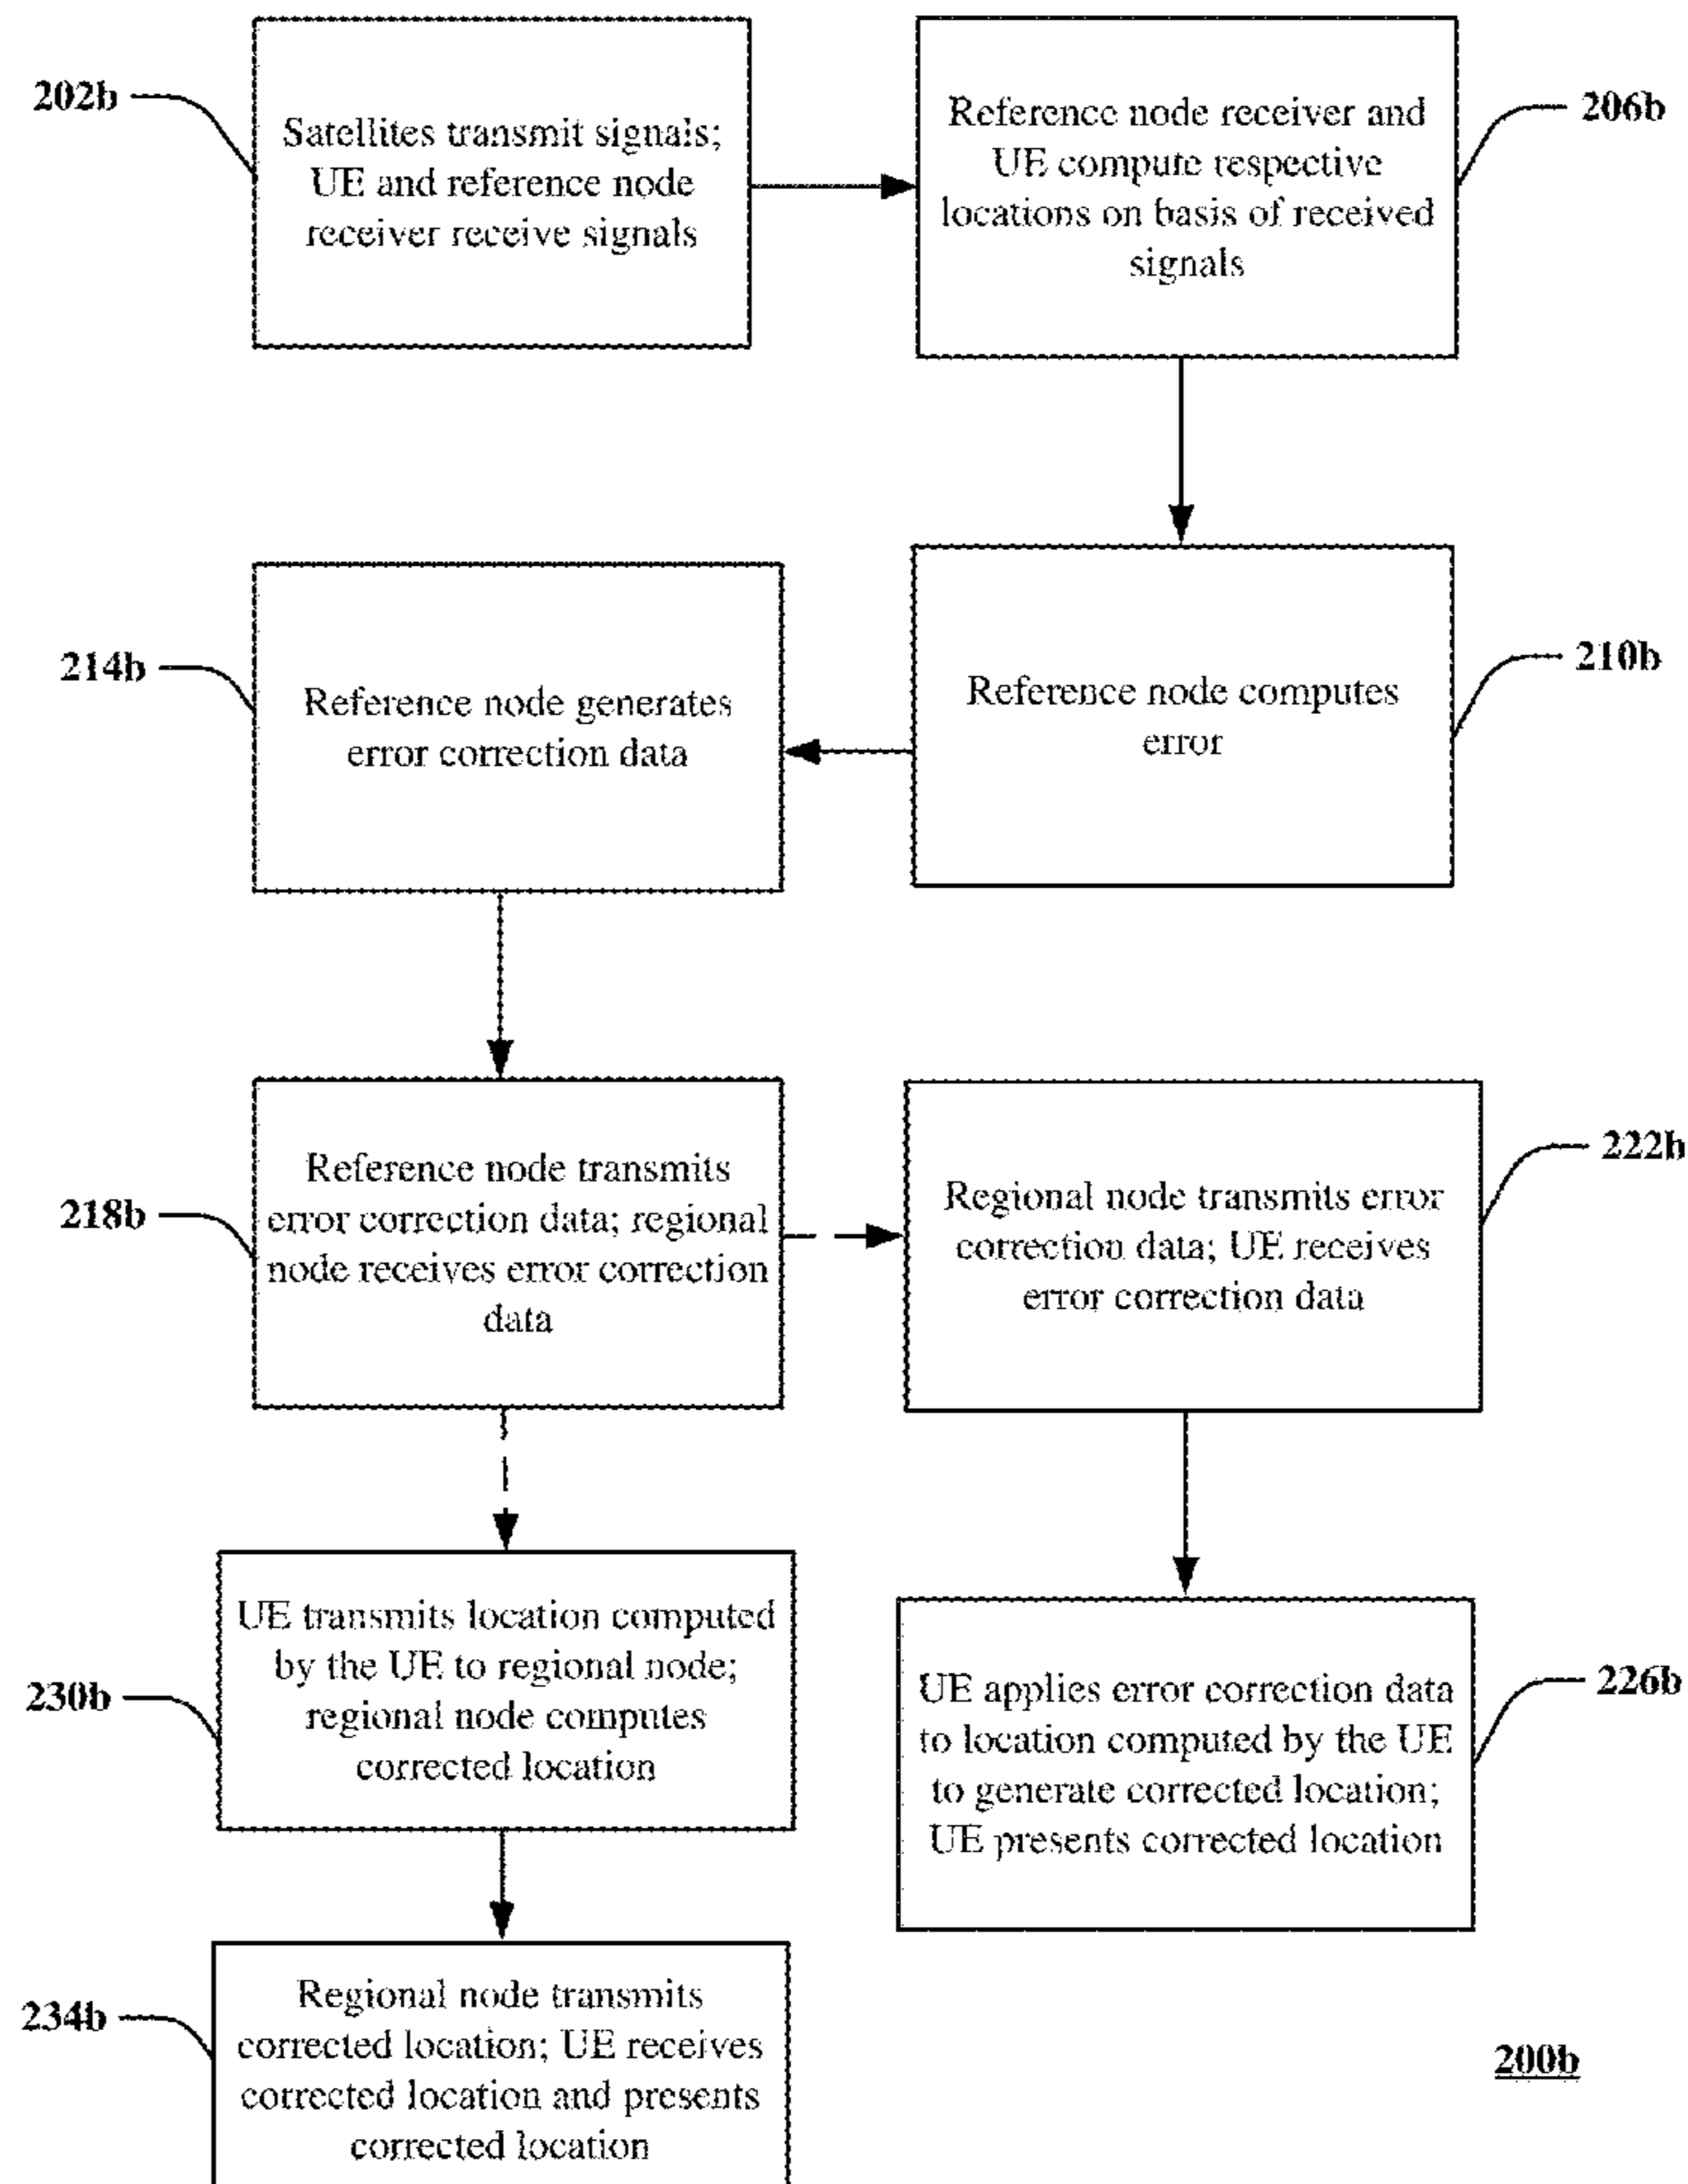 202b
Satellites transmit signals;
UE and reference node
receiver receive signals
Reference node receiver and
UE compute respective
locations on basis of received
signals
206b
210b
Reference node computes
error
214b
Reference node generates
error correction data
218b
Reference node transmits
error correction data; regional
node receives error correction
data
222b
Regional node transmits error
correction data; UE receives
error correction data
226b
UE applies error correction data
to location computed by the UE
to generate corrected location;
UE presents corrected location
230b
UE transmits location computed
by the UE to regional node;
regional node computes
corrected location
234b
Regional node transmits
corrected location; UE receives
corrected location and presents
corrected location
200b